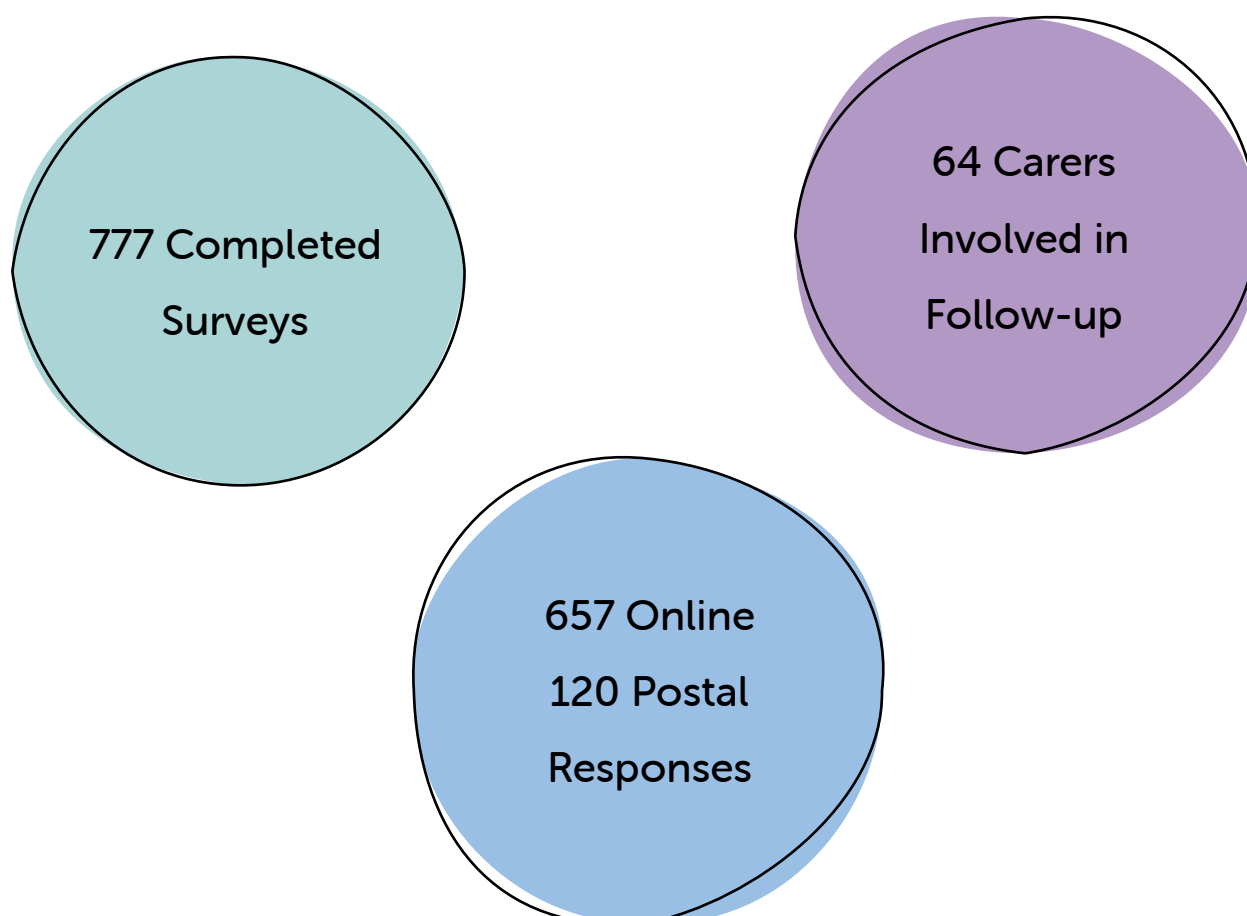 777 Completed
Surveys
64 Carers
Involved in
Follow-up
657 Online
120 Postal
Responses